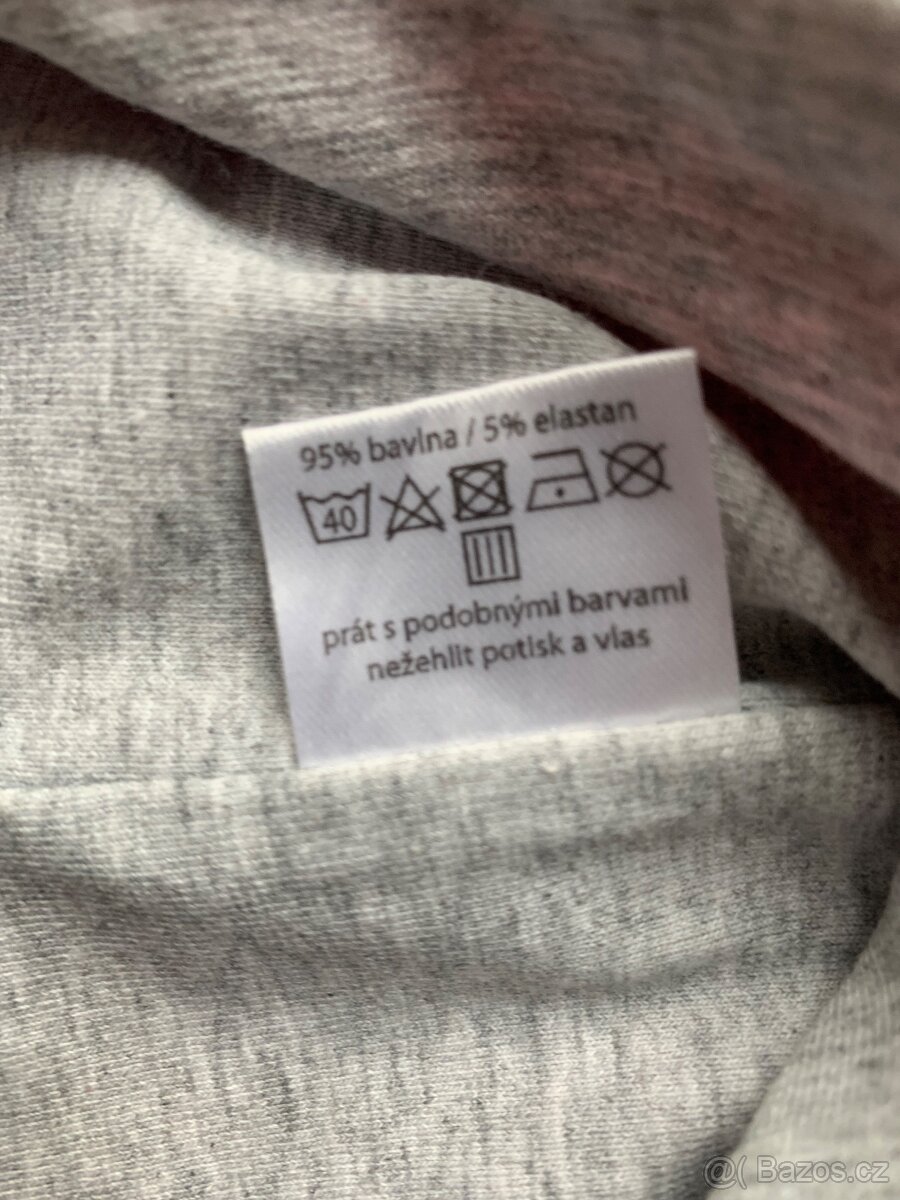 95% bavlna / 5% elastan
40
prát s podobnými barvami
nežehlit potisk a vlas
@( Bazos.cz